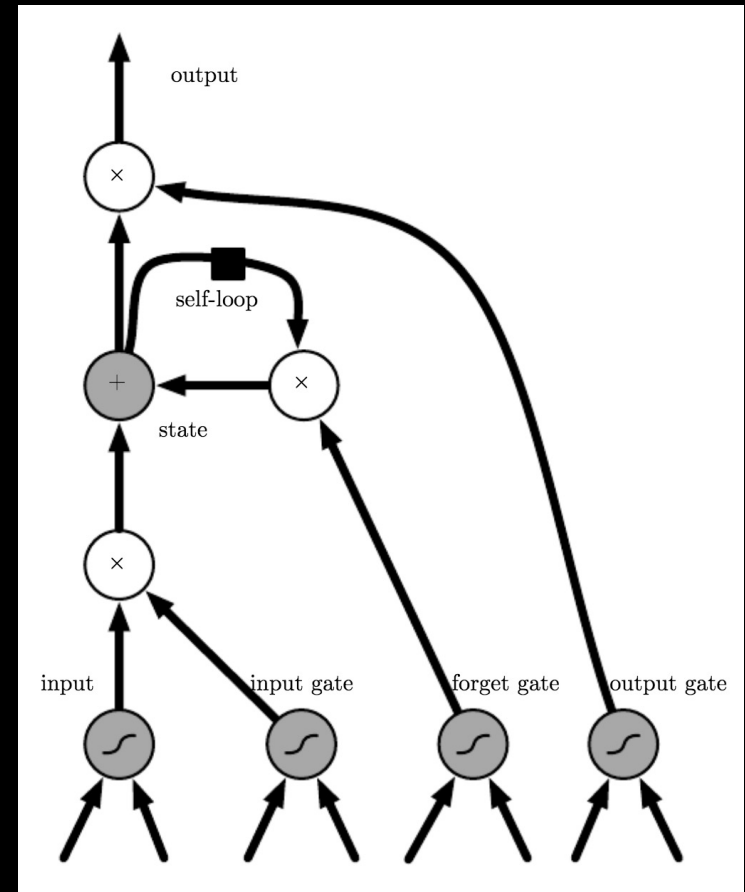 output
×
self-loop
+
×
state
×
input
input gate
forget gate
output gate